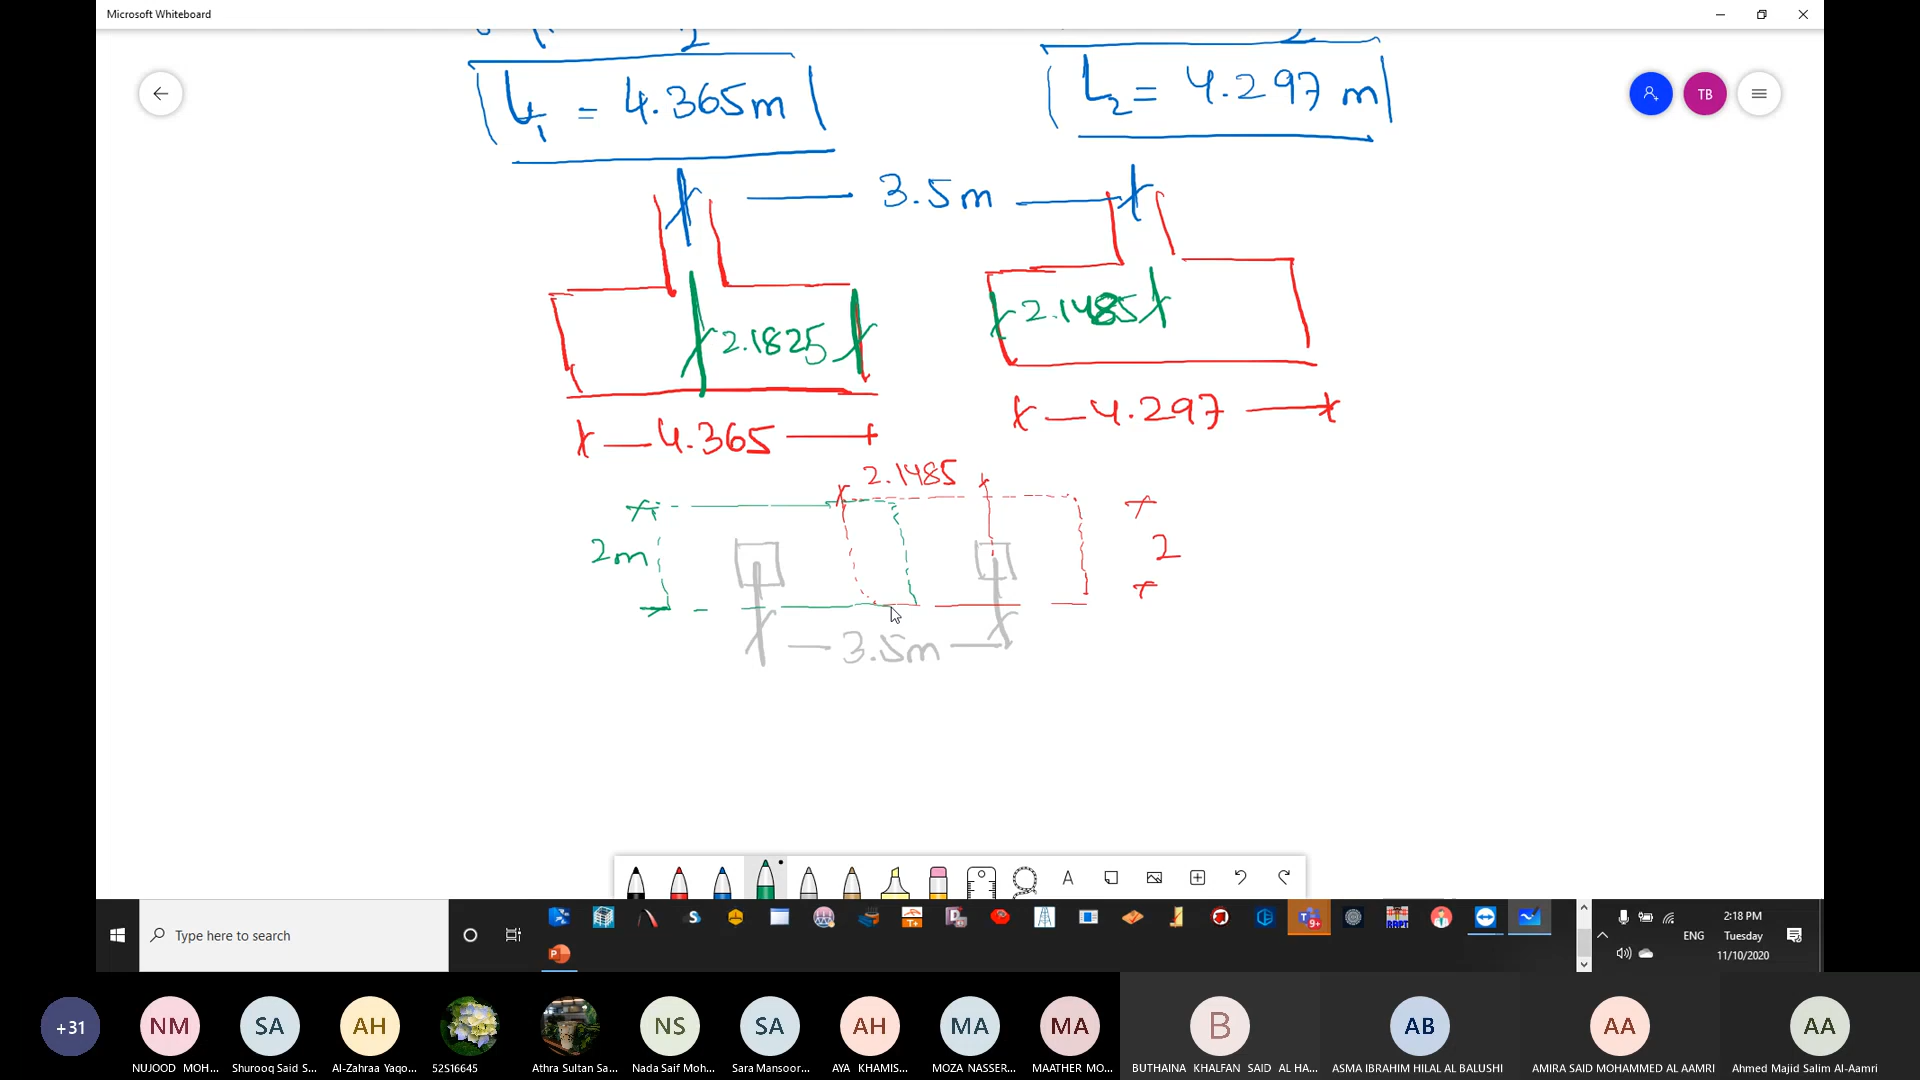 Microsoft Whiteboard
L1 = 4.365m
L2 = 4.297 m
TB
3.5m
2.1825
2.1485
4.365
4.297
2.1485
2m
2
3.5m
A
Type here to search
ENG
2:18 PM
Tuesday
11/10/2020
+31
NM
SA
AH
NS
SA
AH
MA
MA
B
AB
AA
AA
NUJOOD MOH...
Shurooq Said S...
Al-Zahraa Yaqo...
52S16645
Athra Sultan Sa...
Nada Saif Moh...
Sara Mansoor...
AYA KHAMIS...
MOZA NASSER...
MAATHER MO...
BUTHAINA KHALFAN SAID AL HA...
ASMA IBRAHIM HILAL AL BALUSHI
AMIRA SAID MOHAMMED AL AAMRI
Ahmed Majid Salim Al-Aamri